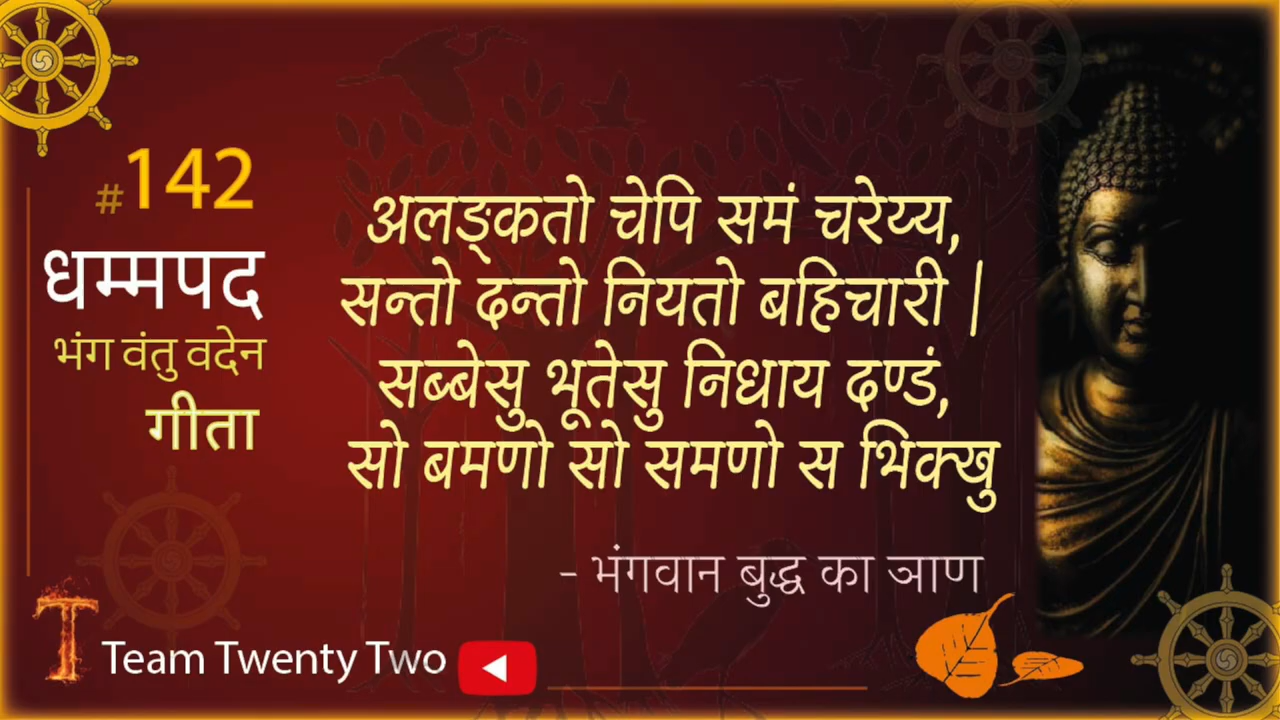 #142
धम्मपद
भंग वंतु वदेन
गीता
अलङ्कतो चेपि समं चरेय्य,
सन्तो दन्तो नियतो बहिचारी |
सब्बेसु भूतेसु निधाय दण्डं,
सो बमणो सो समणो स भिक्खु
- भंगवान बुद्ध का ञाण
T Team Twenty Two